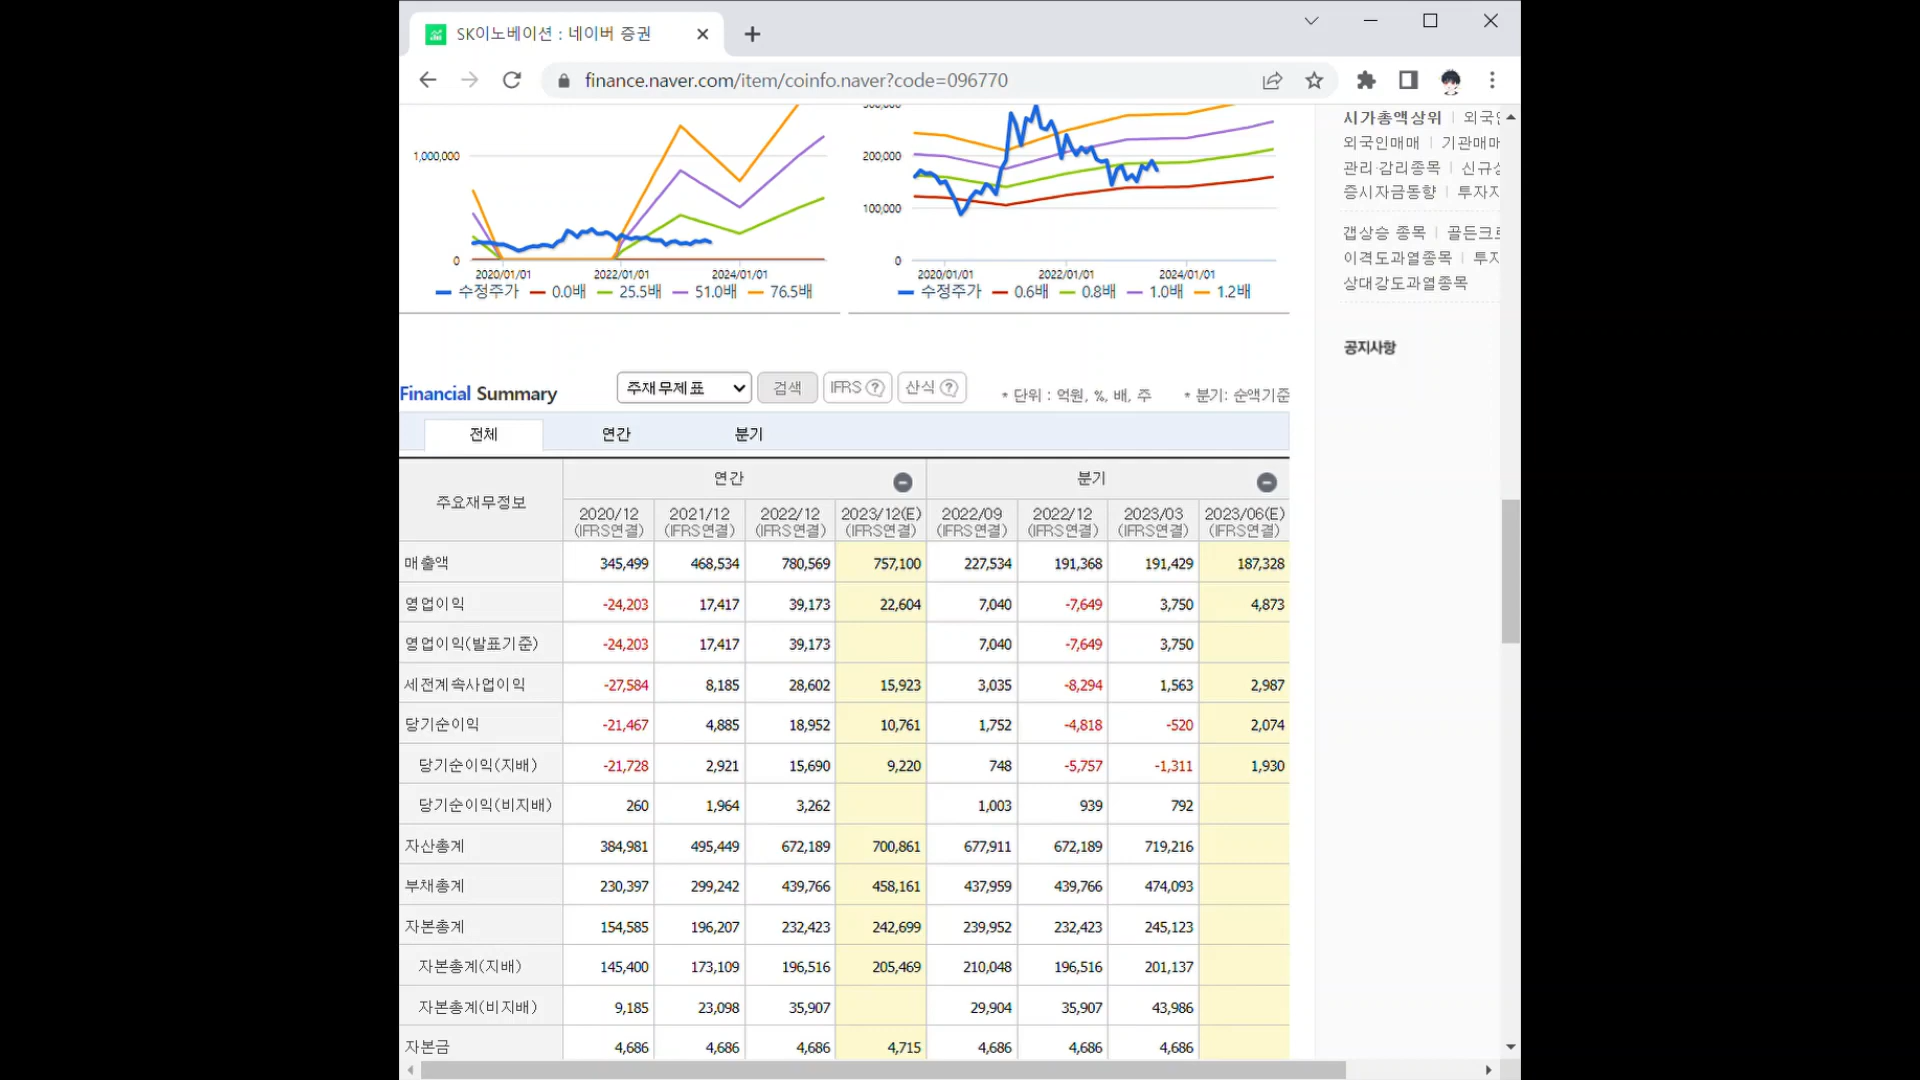 SK이노베이션 : 네이버 증권
finance.naver.com/item/coinfo.naver?code=096770
1,000,000
0
2020/01/01 2022/01/01 2024/01/01
수정주가 0.0배 25.5배 51.0배 76.5배
200,000
100,000
0
2020/01/01 2022/01/01 2024/01/01
수정주가 0.6배 0.8배 1.0배 1.2배
시가총액상위 외국인
외국인매매 기관매매
관리·감리종목
증시자금동향
갭상승 종목
이격도과열종목
상대강도과열종목
공지사항
Financial Summary 주재무제표 검색 IFRS ? 산식 ? * 단위 : 억원, %, 배, 주 * 분기: 순액기준
전체 연간 분기
주요재무정보 연간 분기
2020/12 2021/12 2022/12 2023/12(E) 2022/09 2022/12 2023/03 2023/06(E)
(IFRS연결) (IFRS연결) (IFRS연결) (IFRS연결) (IFRS연결) (IFRS연결) (IFRS연결) (IFRS연결)
매출액 345,499 468,534 780,569 757,100 227,534 191,368 191,429 187,328
영업이익 -24,203 17,417 39,173 22,604 7,040 -7,649 3,750 4,873
영업이익(발표기준) -24,203 17,417 39,173 7,040 -7,649 3,750
세전계속사업이익 -27,584 8,185 28,602 15,923 3,035 -8,294 1,563 2,987
당기순이익 -21,467 4,885 18,952 10,761 1,752 -4,818 -520 2,074
당기순이익(지배) -21,728 2,921 15,690 9,220 748 -5,757 -1,311 1,930
당기순이익(비지배) 260 1,964 3,262 1,003 939 792
자산총계 384,981 495,449 672,189 700,861 677,911 672,189 719,216
부채총계 230,397 299,242 439,766 458,161 437,959 439,766 474,093
자본총계 154,585 196,207 232,423 242,699 239,952 232,423 245,123
자본총계(지배) 145,400 173,109 196,516 205,469 210,048 196,516 201,137
자본총계(비지배) 9,185 23,098 35,907 29,904 35,907 43,986
자본금 4,686 4,686 4,686 4,715 4,686 4,686 4,686